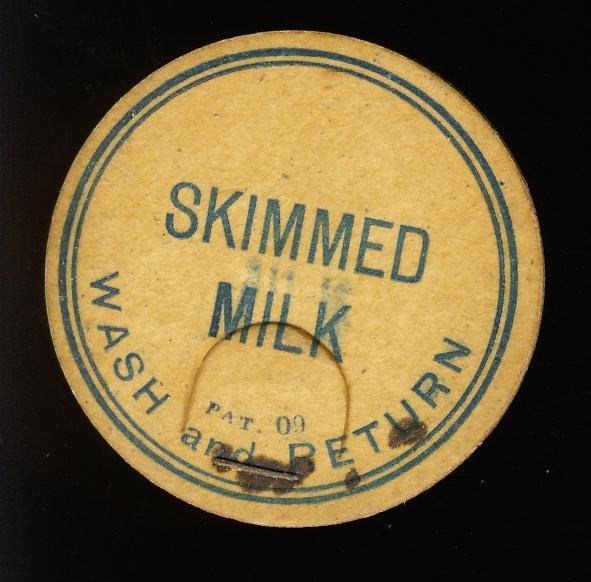 SKIMMED
MILK
PAT. 09
WASH and RETURN